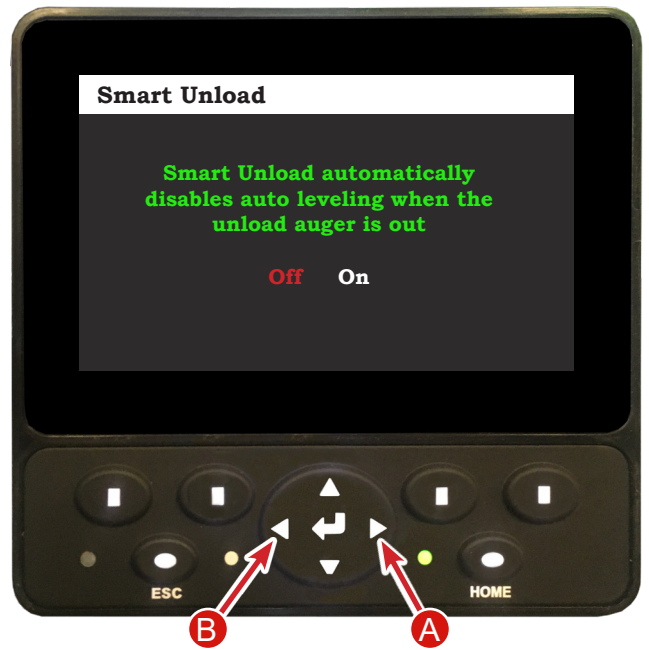 Smart Unload
Smart Unload automatically
disables auto leveling when the
unload auger is out
Off On
ESC
HOME
B
A